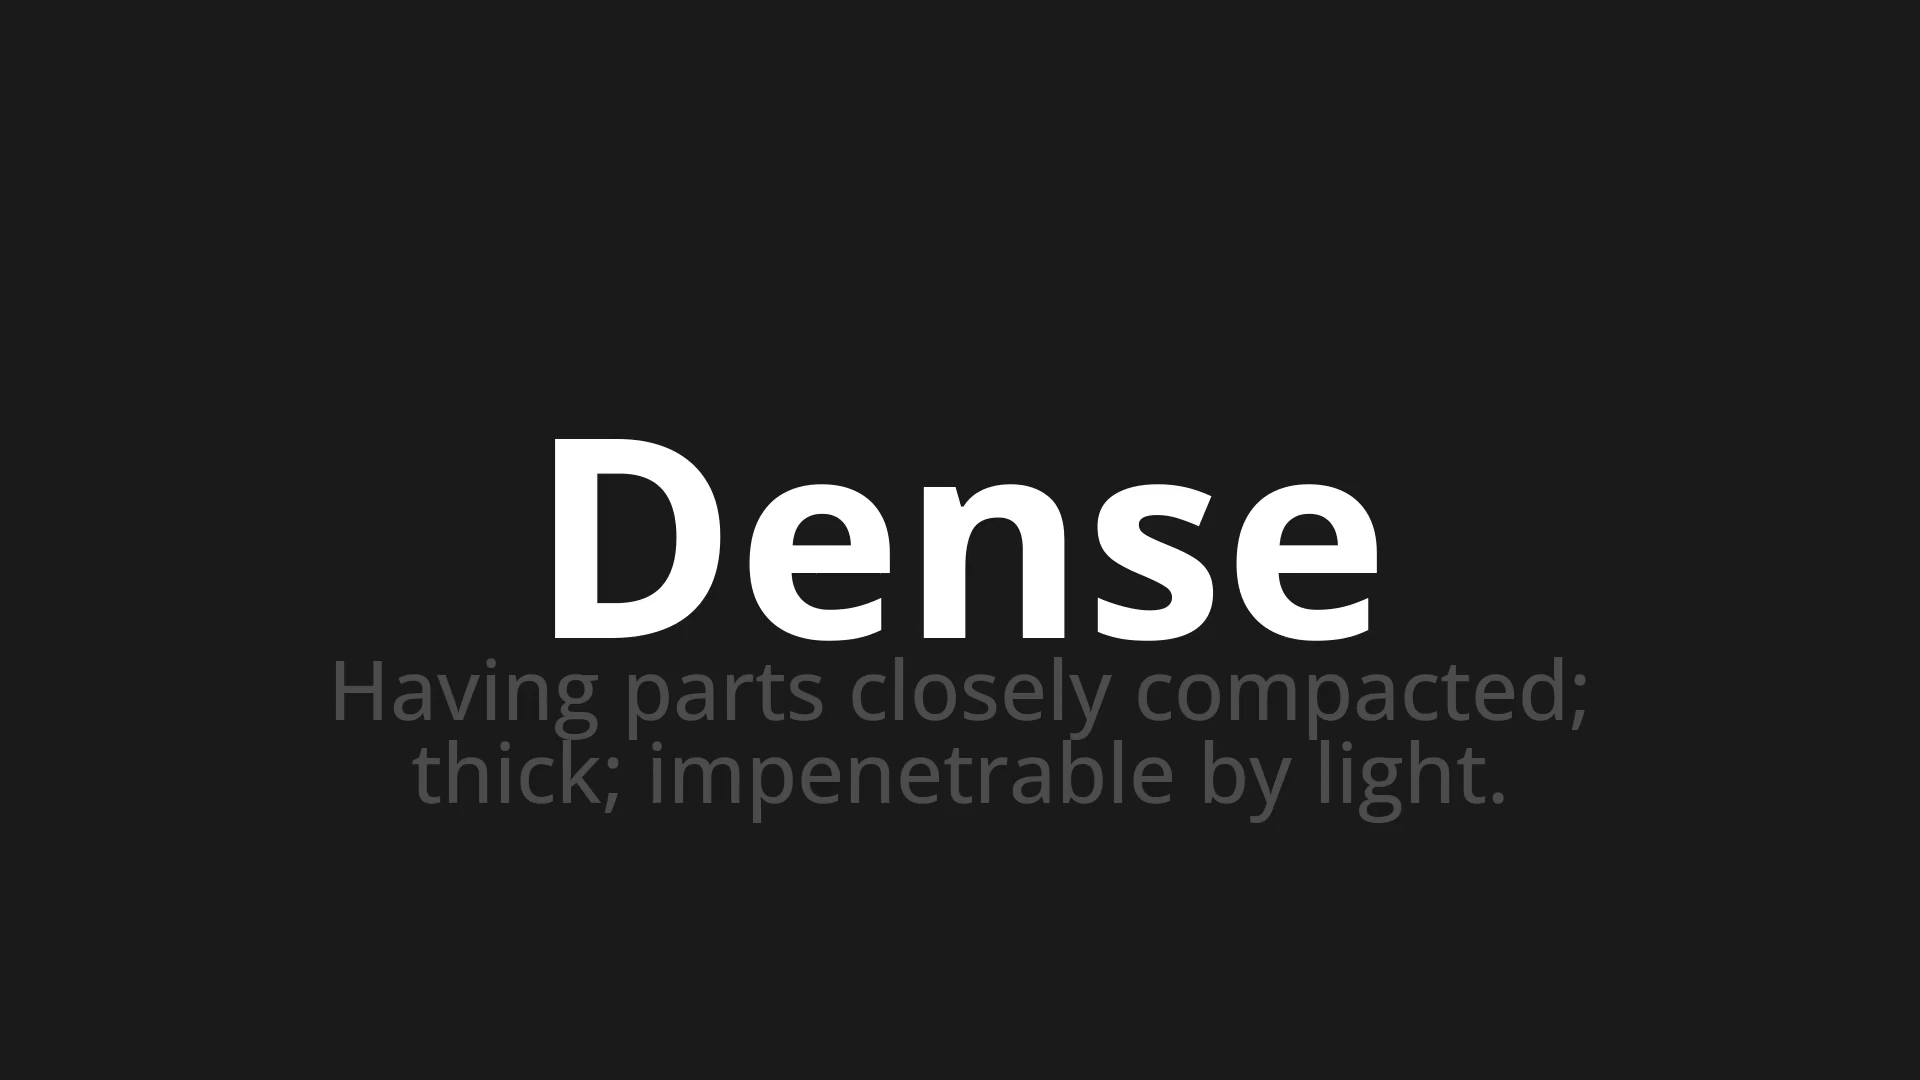 Dense
Having parts closely compacted;
thick; impenetrable by light.